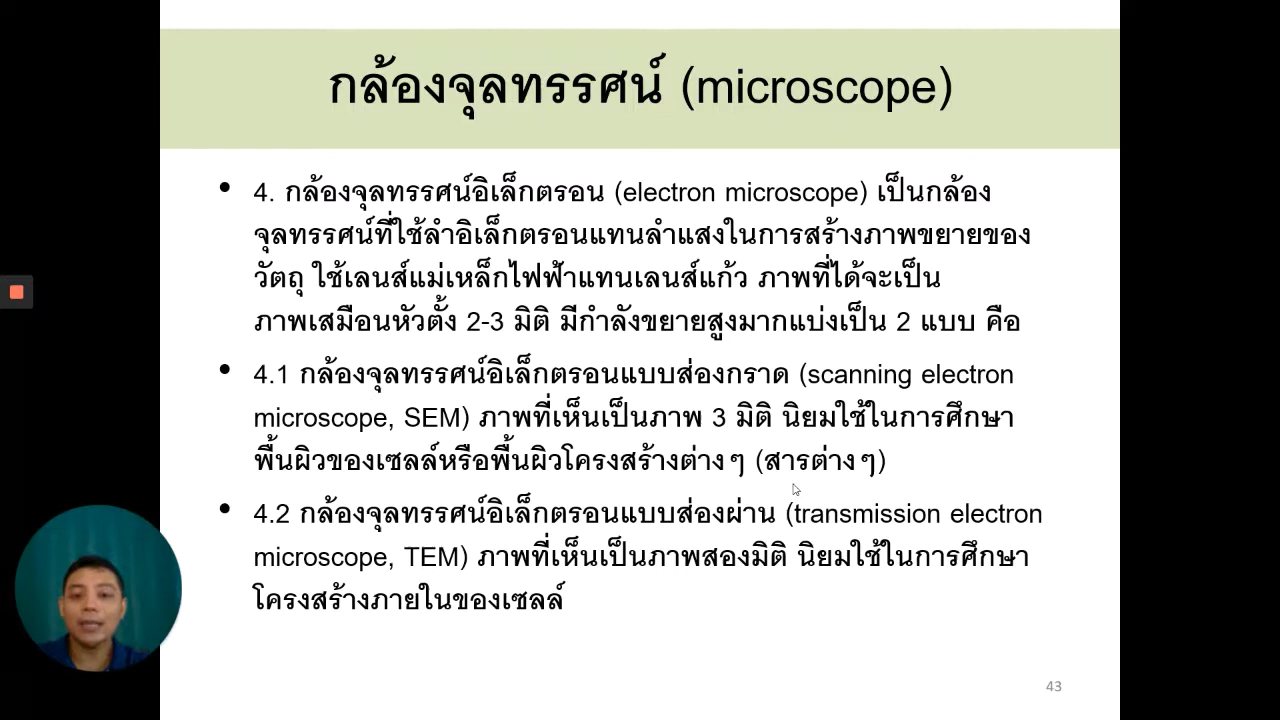 กล้องจุลทรรศน์ (microscope)
• 4. กล้องจุลทรรศน์อิเล็กตรอน (electron microscope) เป็นกล้อง
จุลทรรศน์ที่ใช้ลำอิเล็กตรอนแทนลำแสงในการสร้างภาพขยายของ
วัตถุ ใช้เลนส์แม่เหล็กไฟฟ้าแทนเลนส์แก้ว ภาพที่ได้จะเป็น
ภาพเสมือนหัวตั้ง 2-3 มิติ มีกำลังขยายสูงมากแบ่งเป็น 2 แบบ คือ
• 4.1 กล้องจุลทรรศน์อิเล็กตรอนแบบส่องกราด (scanning electron
microscope, SEM) ภาพที่เห็นเป็นภาพ 3 มิติ นิยมใช้ในการศึกษา
พื้นผิวของเซลล์หรือพื้นผิวโครงสร้างต่าง ๆ (สารต่าง ๆ)
• 4.2 กล้องจุลทรรศน์อิเล็กตรอนแบบส่องผ่าน (transmission electron
microscope, TEM) ภาพที่เห็นเป็นภาพสองมิติ นิยมใช้ในการศึกษา
โครงสร้างภายในของเซลล์
43